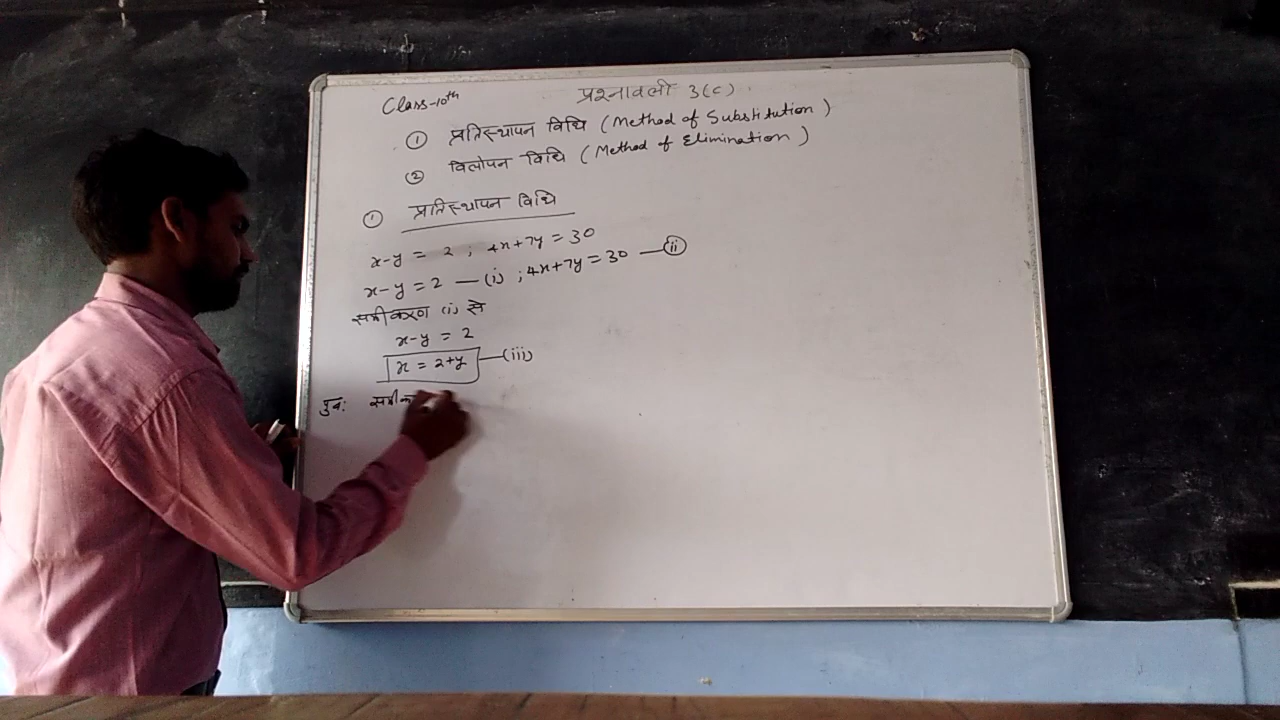 Class-10th प्रश्नावली 3(c).
① प्रतिस्थापन विधि (Method of Substitution)
② विलोपन विधि (Method of Elimination)
① प्रतिस्थापन विधि
x-y = 2 ; 4x+7y = 30
x-y = 2 — (i) ; 4x+7y = 30 — (ii)
समीकरण (i) से
x-y = 2
x = 2+y —(iii)
पुन: समीक